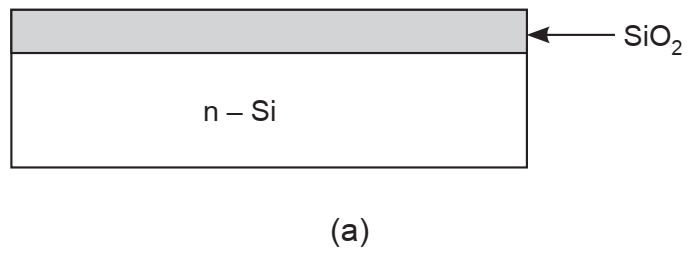 SiO₂
n – Si
(a)